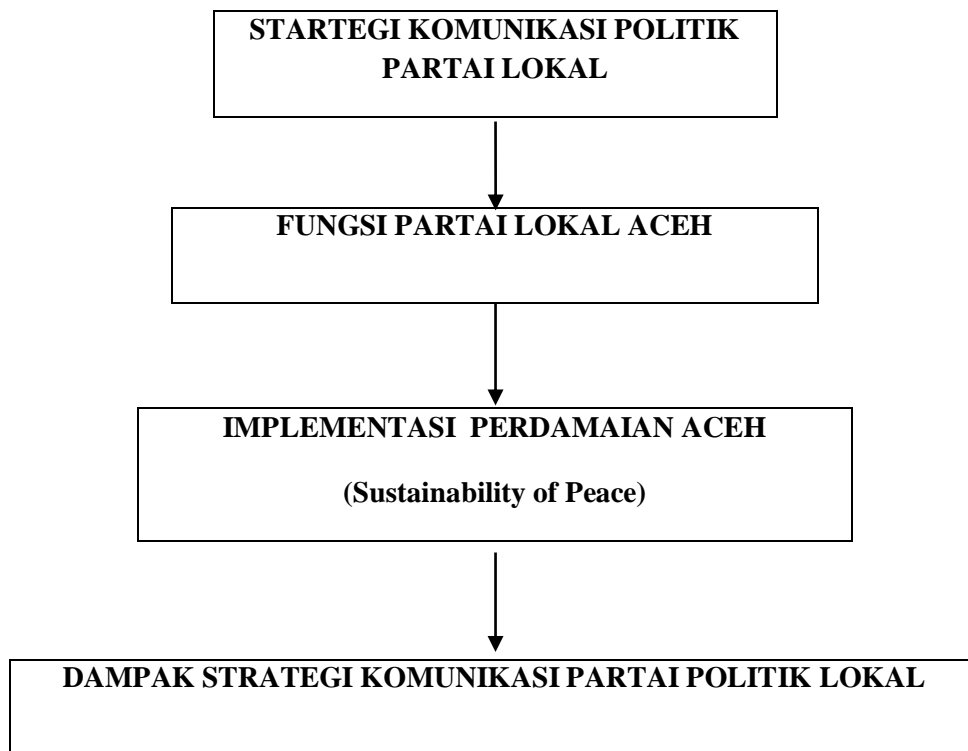 STARTEGI KOMUNIKASI POLITIK
PARTAI LOKAL
FUNGSI PARTAI LOKAL ACEH
IMPLEMENTASI PERDAMAIAN ACEH
(Sustainability of Peace)
DAMPAK STRATEGI KOMUNIKASI PARTAI POLITIK LOKAL